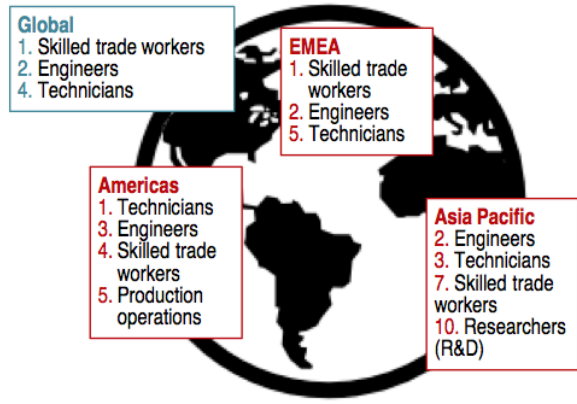 Global
1. Skilled trade workers
2. Engineers
4. Technicians
EMEA
1. Skilled trade
workers
2. Engineers
5. Technicians
Americas
1. Technicians
3. Engineers
4. Skilled trade
workers
5. Production
operations
Asia Pacific
2. Engineers
3. Technicians
7. Skilled trade
workers
10. Researchers
(R&D)